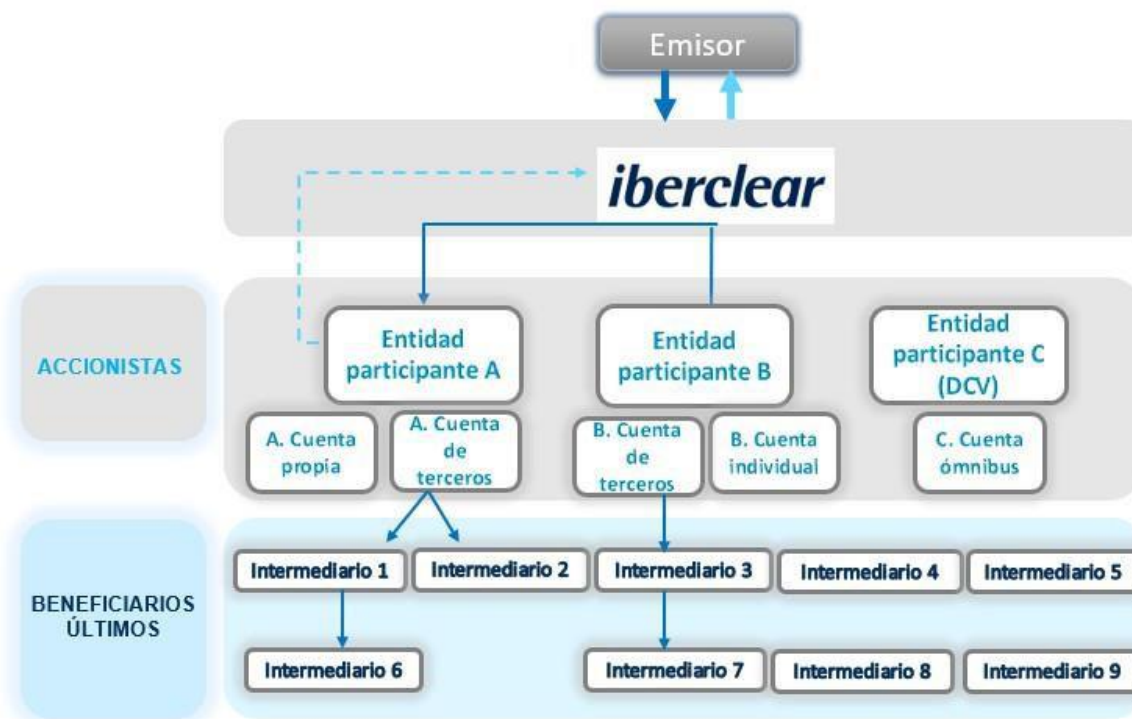 Emisor
iberclear
ACCIONISTAS
Entidad
participante A
Entidad
participante B
Entidad
participante C
(DCV)
A. Cuenta
propia
A. Cuenta
de
terceros
B. Cuenta
de
terceros
B. Cuenta
individual
C. Cuenta
ómnibus
BENEFICIARIOS
ÚLTIMOS
Intermediario 1
Intermediario 2
Intermediario 3
Intermediario 4
Intermediario 5
Intermediario 6
Intermediario 7
Intermediario 8
Intermediario 9